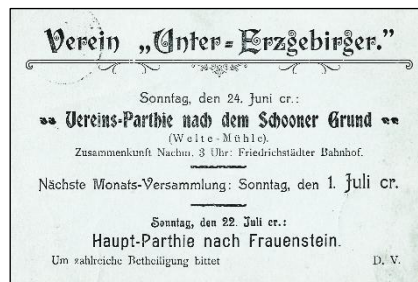 Verein „Unter-Erzgebirger.”
Sonntag, den 24. Juni cr.:
Vereins-Parthie nach dem Schooner Grund
(Welte-Mühle).
Zusammenkunft Nachm. 3 Uhr: Friedrichstädter Bahnhof.
Nächste Monats-Versammlung: Sonntag, den 1. Juli cr.
Sonntag, den 22. Juli cr.:
Haupt-Parthie nach Frauenstein.
Um zahlreiche Betheiligung bittet D. V.